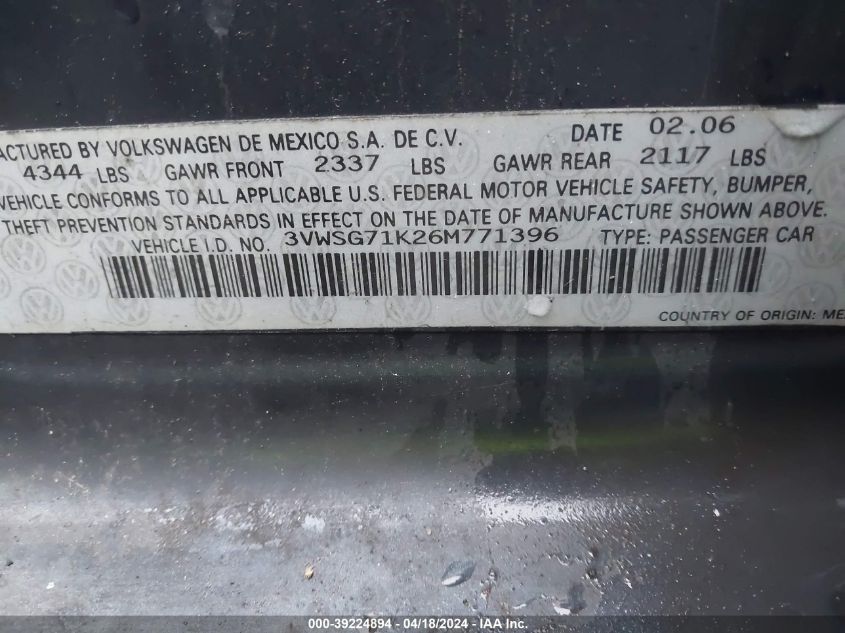 ACTURED BY VOLKSWAGEN DE MEXICO S.A. DE C.V. DATE 02.06
4344 LBS GAWR FRONT 2337 LBS GAWR REAR 2117 LBS
VEHICLE CONFORMS TO ALL APPLICABLE U.S. FEDERAL MOTOR VEHICLE SAFETY, BUMPER,
THEFT PREVENTION STANDARDS IN EFFECT ON THE DATE OF MANUFACTURE SHOWN ABOVE.
VEHICLE I.D. NO. 3VWSG71K26M771396 TYPE: PASSENGER CAR
COUNTRY OF ORIGIN: ME
000-39224894 - 04/18/2024 - IAA Inc.